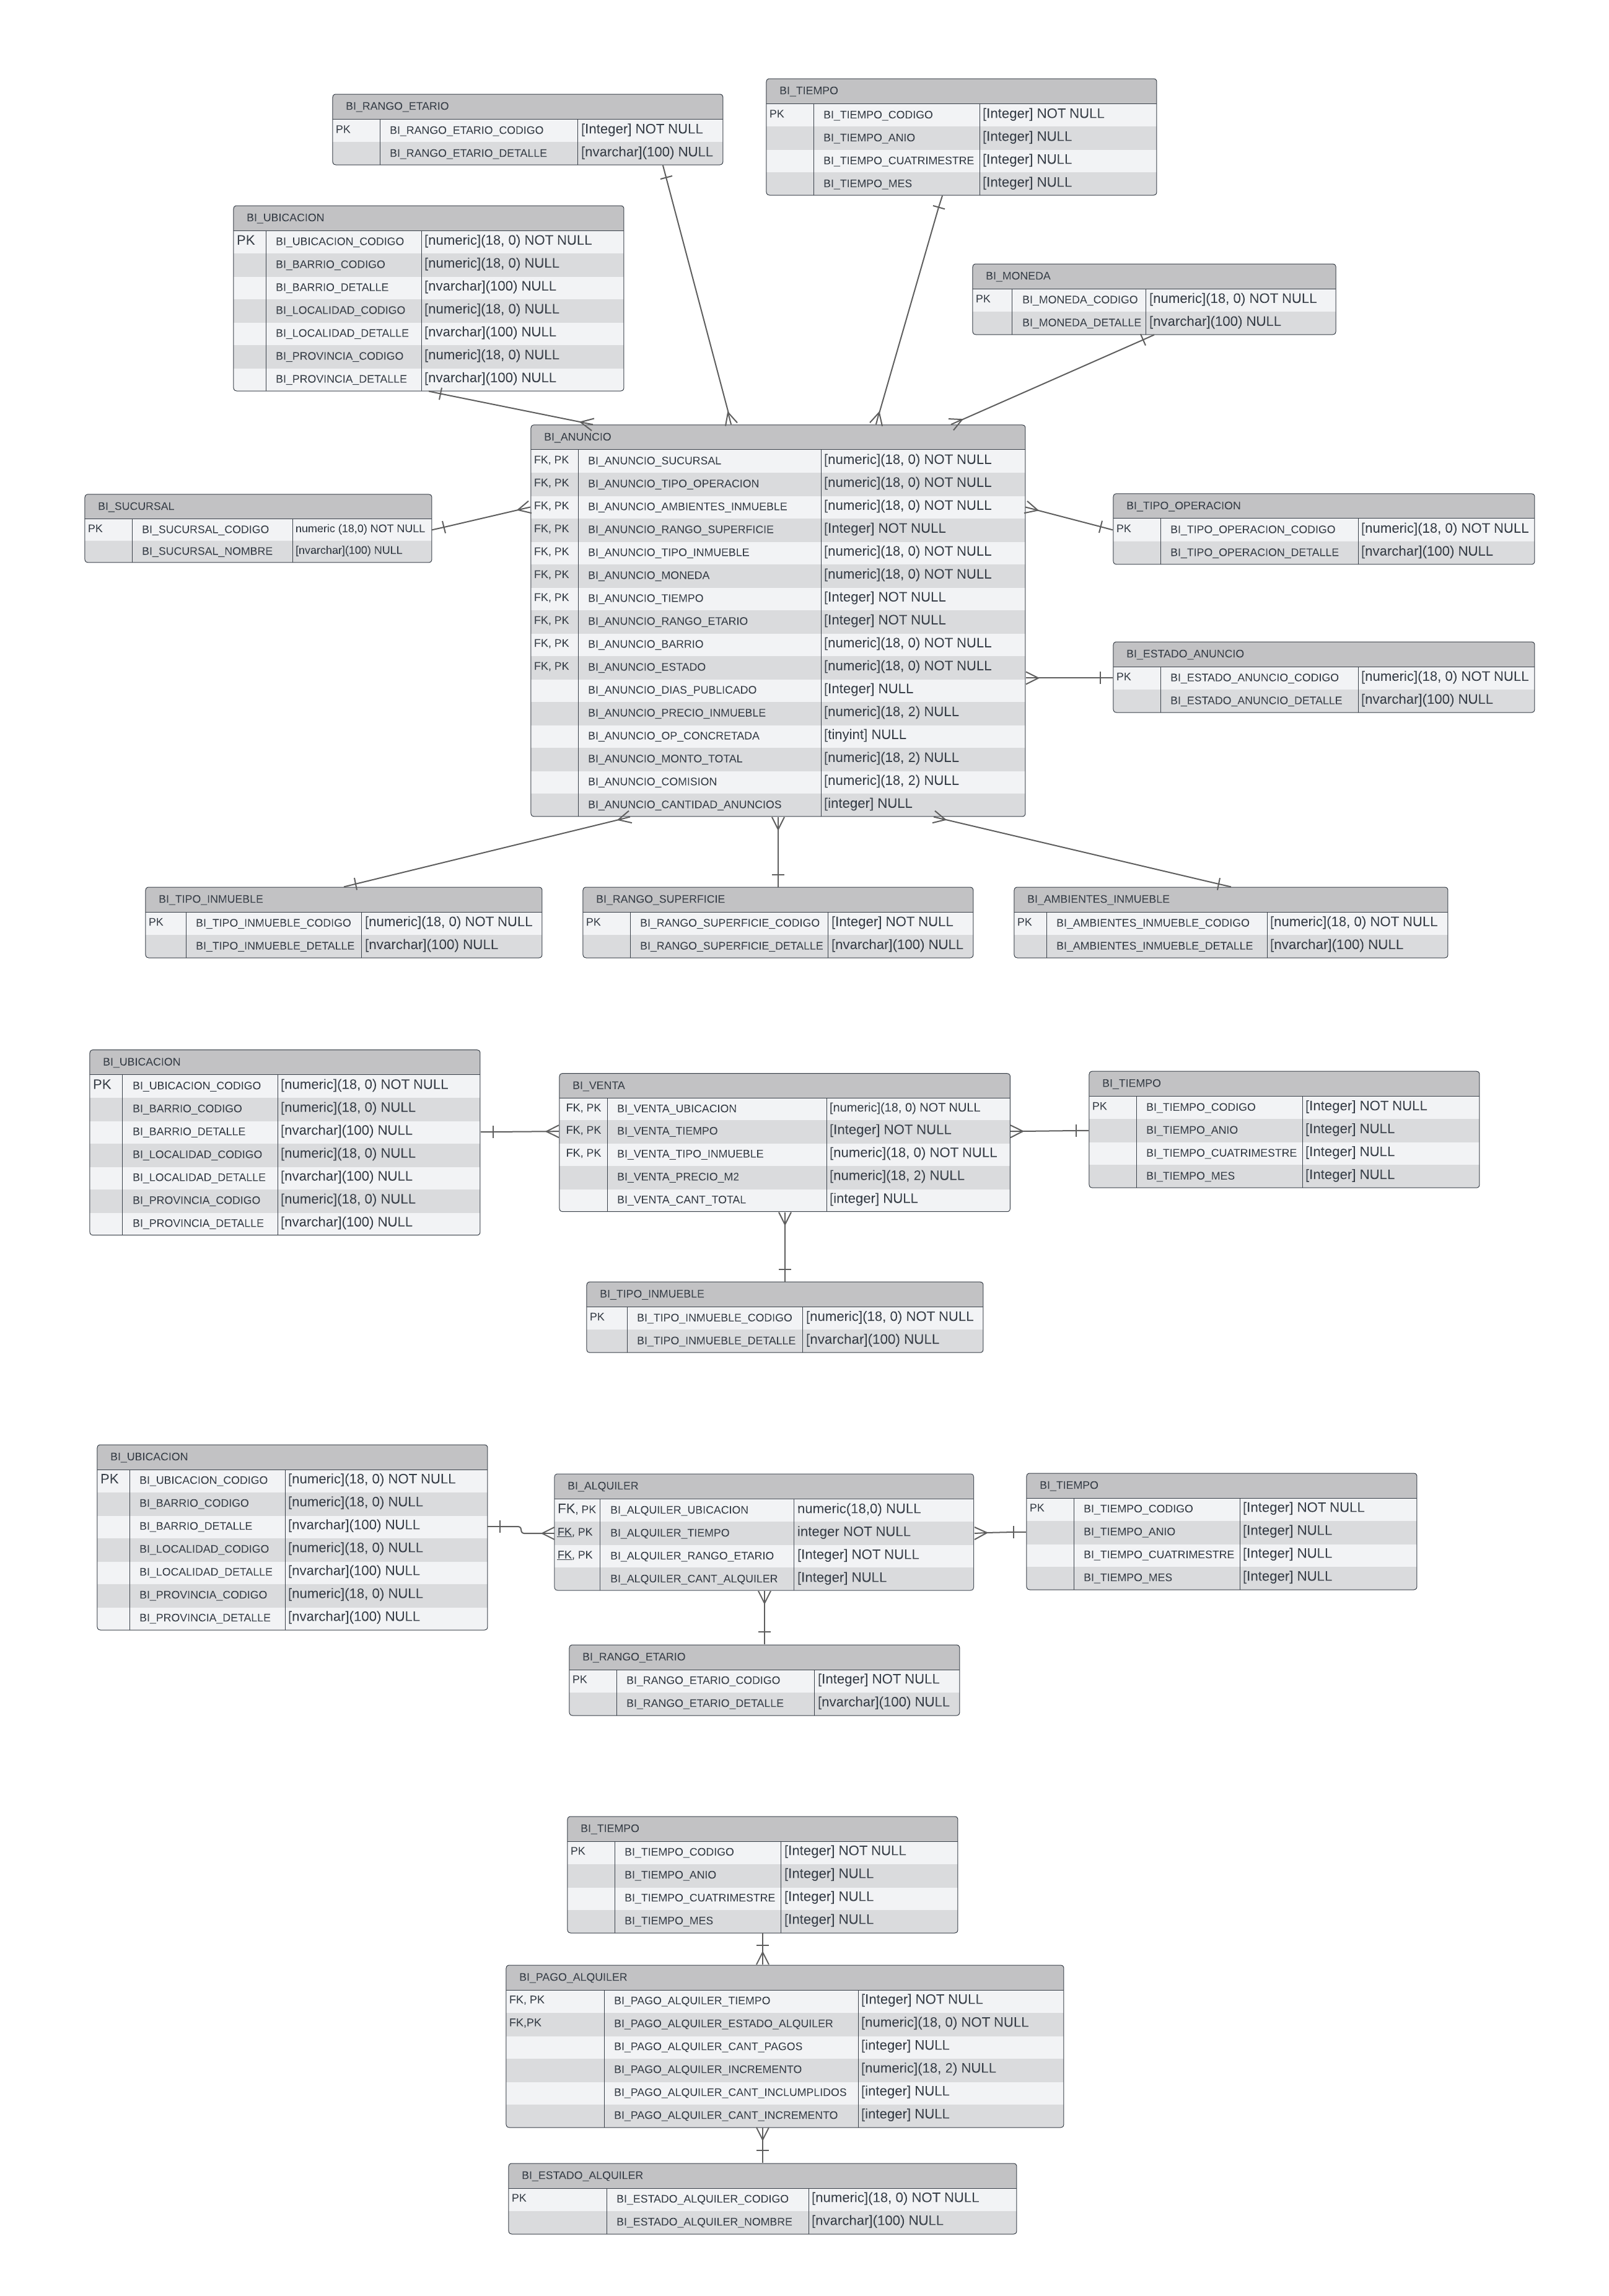 BI_RANGO_ETARIO
PK BI_RANGO_ETARIO_CODIGO [Integer] NOT NULL
BI_RANGO_ETARIO_DETALLE [nvarchar](100) NULL
BI_TIEMPO
PK BI_TIEMPO_CODIGO [Integer] NOT NULL
BI_TIEMPO_ANIO [Integer] NULL
BI_TIEMPO_CUATRIMESTRE [Integer] NULL
BI_TIEMPO_MES [Integer] NULL
BI_UBICACION
PK BI_UBICACION_CODIGO [numeric](18, 0) NOT NULL
BI_BARRIO_CODIGO [numeric](18, 0) NULL
BI_BARRIO_DETALLE [nvarchar](100) NULL
BI_LOCALIDAD_CODIGO [numeric](18, 0) NULL
BI_LOCALIDAD_DETALLE [nvarchar](100) NULL
BI_PROVINCIA_CODIGO [numeric](18, 0) NULL
BI_PROVINCIA_DETALLE [nvarchar](100) NULL
BI_MONEDA
PK BI_MONEDA_CODIGO [numeric](18, 0) NOT NULL
BI_MONEDA_DETALLE [nvarchar](100) NULL
BI_ANUNCIO
FK, PK BI_ANUNCIO_SUCURSAL [numeric](18, 0) NOT NULL
FK, PK BI_ANUNCIO_TIPO_OPERACION [numeric](18, 0) NOT NULL
FK, PK BI_ANUNCIO_AMBIENTES_INMUEBLE [numeric](18, 0) NOT NULL
FK, PK BI_ANUNCIO_RANGO_SUPERFICIE [Integer] NOT NULL
FK, PK BI_ANUNCIO_TIPO_INMUEBLE [numeric](18, 0) NOT NULL
FK, PK BI_ANUNCIO_MONEDA [numeric](18, 0) NOT NULL
FK, PK BI_ANUNCIO_TIEMPO [Integer] NOT NULL
FK, PK BI_ANUNCIO_RANGO_ETARIO [Integer] NOT NULL
FK, PK BI_ANUNCIO_BARRIO [numeric](18, 0) NOT NULL
FK, PK BI_ANUNCIO_ESTADO [numeric](18, 0) NOT NULL
BI_ANUNCIO_DIAS_PUBLICADO [Integer] NULL
BI_ANUNCIO_PRECIO_INMUEBLE [numeric](18, 2) NULL
BI_ANUNCIO_OP_CONCRETADA [tinyint] NULL
BI_ANUNCIO_MONTO_TOTAL [numeric](18, 2) NULL
BI_ANUNCIO_COMISION [numeric](18, 2) NULL
BI_ANUNCIO_CANTIDAD_ANUNCIOS [integer] NULL
BI_SUCURSAL
PK BI_SUCURSAL_CODIGO numeric (18,0) NOT NULL
BI_SUCURSAL_NOMBRE [nvarchar](100) NULL
BI_TIPO_OPERACION
PK BI_TIPO_OPERACION_CODIGO [numeric](18, 0) NOT NULL
BI_TIPO_OPERACION_DETALLE [nvarchar](100) NULL
BI_ESTADO_ANUNCIO
PK BI_ESTADO_ANUNCIO_CODIGO [numeric](18, 0) NOT NULL
BI_ESTADO_ANUNCIO_DETALLE [nvarchar](100) NULL
BI_TIPO_INMUEBLE
PK BI_TIPO_INMUEBLE_CODIGO [numeric](18, 0) NOT NULL
BI_TIPO_INMUEBLE_DETALLE [nvarchar](100) NULL
BI_RANGO_SUPERFICIE
PK BI_RANGO_SUPERFICIE_CODIGO [Integer] NOT NULL
BI_RANGO_SUPERFICIE_DETALLE [nvarchar](100) NULL
BI_AMBIENTES_INMUEBLE
PK BI_AMBIENTES_INMUEBLE_CODIGO [numeric](18, 0) NOT NULL
BI_AMBIENTES_INMUEBLE_DETALLE [nvarchar](100) NULL
BI_UBICACION
PK BI_UBICACION_CODIGO [numeric](18, 0) NOT NULL
BI_BARRIO_CODIGO [numeric](18, 0) NULL
BI_BARRIO_DETALLE [nvarchar](100) NULL
BI_LOCALIDAD_CODIGO [numeric](18, 0) NULL
BI_LOCALIDAD_DETALLE [nvarchar](100) NULL
BI_PROVINCIA_CODIGO [numeric](18, 0) NULL
BI_PROVINCIA_DETALLE [nvarchar](100) NULL
BI_VENTA
FK, PK BI_VENTA_UBICACION [numeric](18, 0) NOT NULL
FK, PK BI_VENTA_TIEMPO [Integer] NOT NULL
FK, PK BI_VENTA_TIPO_INMUEBLE [numeric](18, 0) NOT NULL
BI_VENTA_PRECIO_M2 [numeric](18, 2) NULL
BI_VENTA_CANT_TOTAL [integer] NULL
BI_TIEMPO
PK BI_TIEMPO_CODIGO [Integer] NOT NULL
BI_TIEMPO_ANIO [Integer] NULL
BI_TIEMPO_CUATRIMESTRE [Integer] NULL
BI_TIEMPO_MES [Integer] NULL
BI_TIPO_INMUEBLE
PK BI_TIPO_INMUEBLE_CODIGO [numeric](18, 0) NOT NULL
BI_TIPO_INMUEBLE_DETALLE [nvarchar](100) NULL
BI_UBICACION
PK BI_UBICACION_CODIGO [numeric](18, 0) NOT NULL
BI_BARRIO_CODIGO [numeric](18, 0) NULL
BI_BARRIO_DETALLE [nvarchar](100) NULL
BI_LOCALIDAD_CODIGO [numeric](18, 0) NULL
BI_LOCALIDAD_DETALLE [nvarchar](100) NULL
BI_PROVINCIA_CODIGO [numeric](18, 0) NULL
BI_PROVINCIA_DETALLE [nvarchar](100) NULL
BI_ALQUILER
FK, PK BI_ALQUILER_UBICACION numeric(18,0) NULL
FK, PK BI_ALQUILER_TIEMPO integer NOT NULL
FK, PK BI_ALQUILER_RANGO_ETARIO [Integer] NOT NULL
BI_ALQUILER_CANT_ALQUILER [Integer] NULL
BI_TIEMPO
PK BI_TIEMPO_CODIGO [Integer] NOT NULL
BI_TIEMPO_ANIO [Integer] NULL
BI_TIEMPO_CUATRIMESTRE [Integer] NULL
BI_TIEMPO_MES [Integer] NULL
BI_RANGO_ETARIO
PK BI_RANGO_ETARIO_CODIGO [Integer] NOT NULL
BI_RANGO_ETARIO_DETALLE [nvarchar](100) NULL
BI_TIEMPO
PK BI_TIEMPO_CODIGO [Integer] NOT NULL
BI_TIEMPO_ANIO [Integer] NULL
BI_TIEMPO_CUATRIMESTRE [Integer] NULL
BI_TIEMPO_MES [Integer] NULL
BI_PAGO_ALQUILER
FK, PK BI_PAGO_ALQUILER_TIEMPO [Integer] NOT NULL
FK,PK BI_PAGO_ALQUILER_ESTADO_ALQUILER [numeric](18, 0) NOT NULL
BI_PAGO_ALQUILER_CANT_PAGOS [integer] NULL
BI_PAGO_ALQUILER_INCREMENTO [numeric](18, 2) NULL
BI_PAGO_ALQUILER_CANT_INCLUMPLIDOS [integer] NULL
BI_PAGO_ALQUILER_CANT_INCREMENTO [integer] NULL
BI_ESTADO_ALQUILER
PK BI_ESTADO_ALQUILER_CODIGO [numeric](18, 0) NOT NULL
BI_ESTADO_ALQUILER_NOMBRE [nvarchar](100) NULL